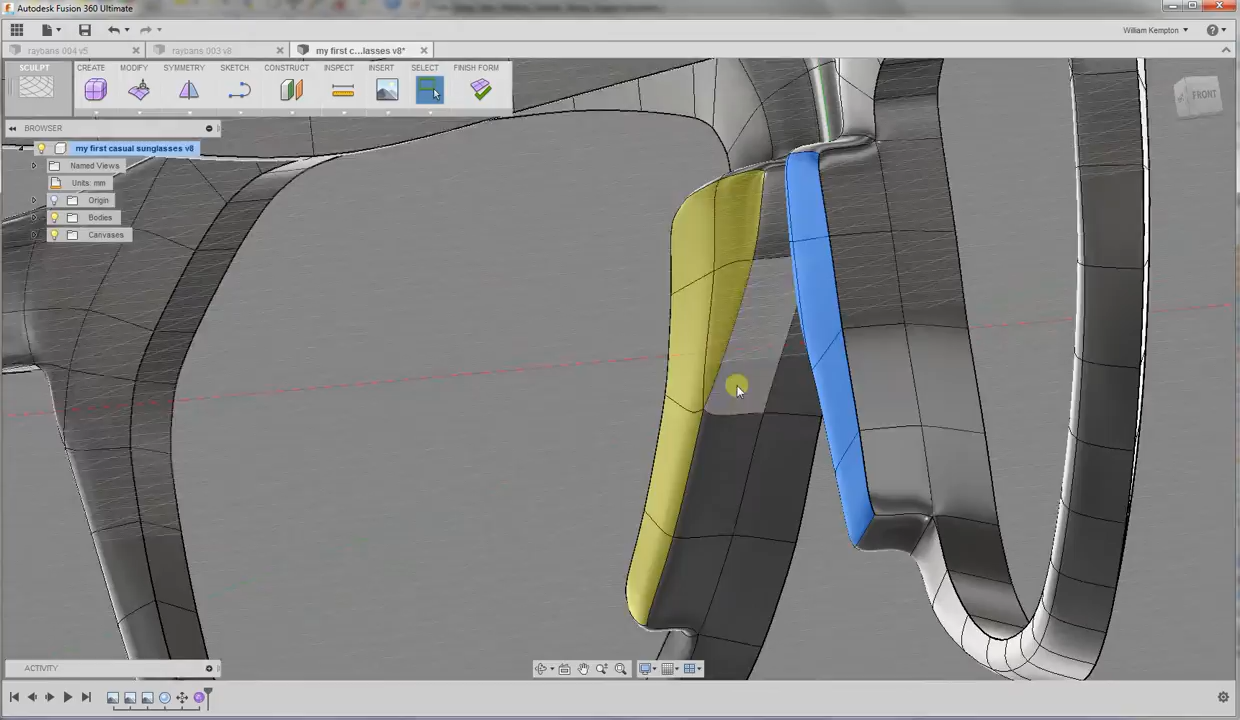 Autodesk Fusion 360 Ultimate
William Kempton
raybans 004 v5
raybans 003 v8
my first c...lasses v8*
SCULPT
CREATE
MODIFY
SYMMETRY
SKETCH
CONSTRUCT
INSPECT
INSERT
SELECT
FINISH FORM
FRONT
BROWSER
my first casual sunglasses v8
Named Views
Units: mm
Origin
Bodies
Canvases
ACTIVITY